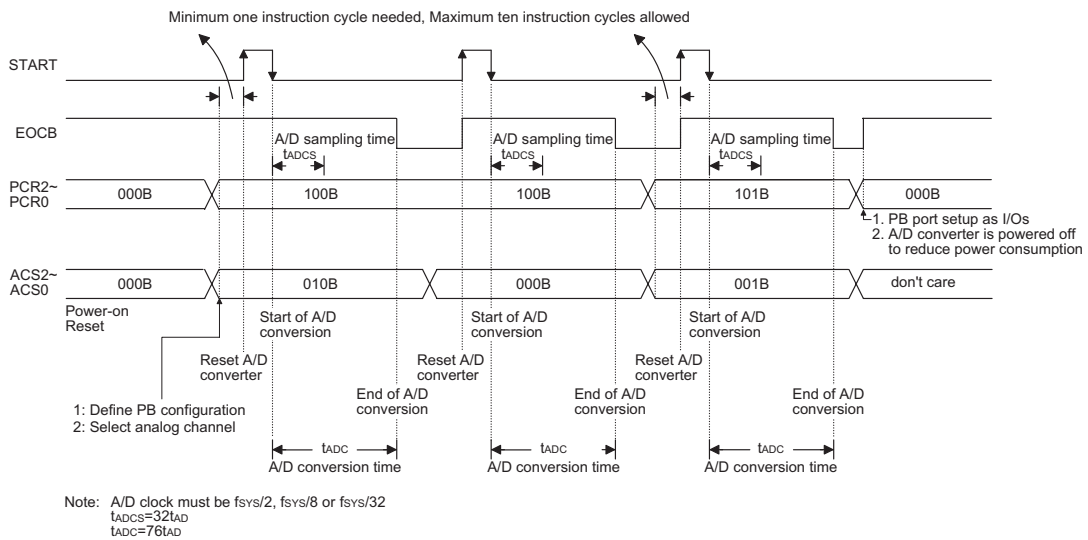 Minimum one instruction cycle needed, Maximum ten instruction cycles allowed
START
EOCB
A/D sampling time
tADCS
A/D sampling time
tADCS
A/D sampling time
tADCS
PCR2~
PCR0
000B
100B
100B
101B
000B
1. PB port setup as I/Os
2. A/D converter is powered off
to reduce power consumption
ACS2~
ACS0
000B
010B
000B
001B
don't care
Power-on
Reset
Start of A/D
conversion
Start of A/D
conversion
Start of A/D
conversion
Reset A/D
converter
Reset A/D
converter
Reset A/D
converter
1: Define PB configuration
2: Select analog channel
End of A/D
conversion
End of A/D
conversion
End of A/D
conversion
tADC
A/D conversion time
tADC
A/D conversion time
tADC
A/D conversion time
Note: A/D clock must be fSYS/2, fSYS/8 or fSYS/32
tADCS=32tAD
tADC=76tAD